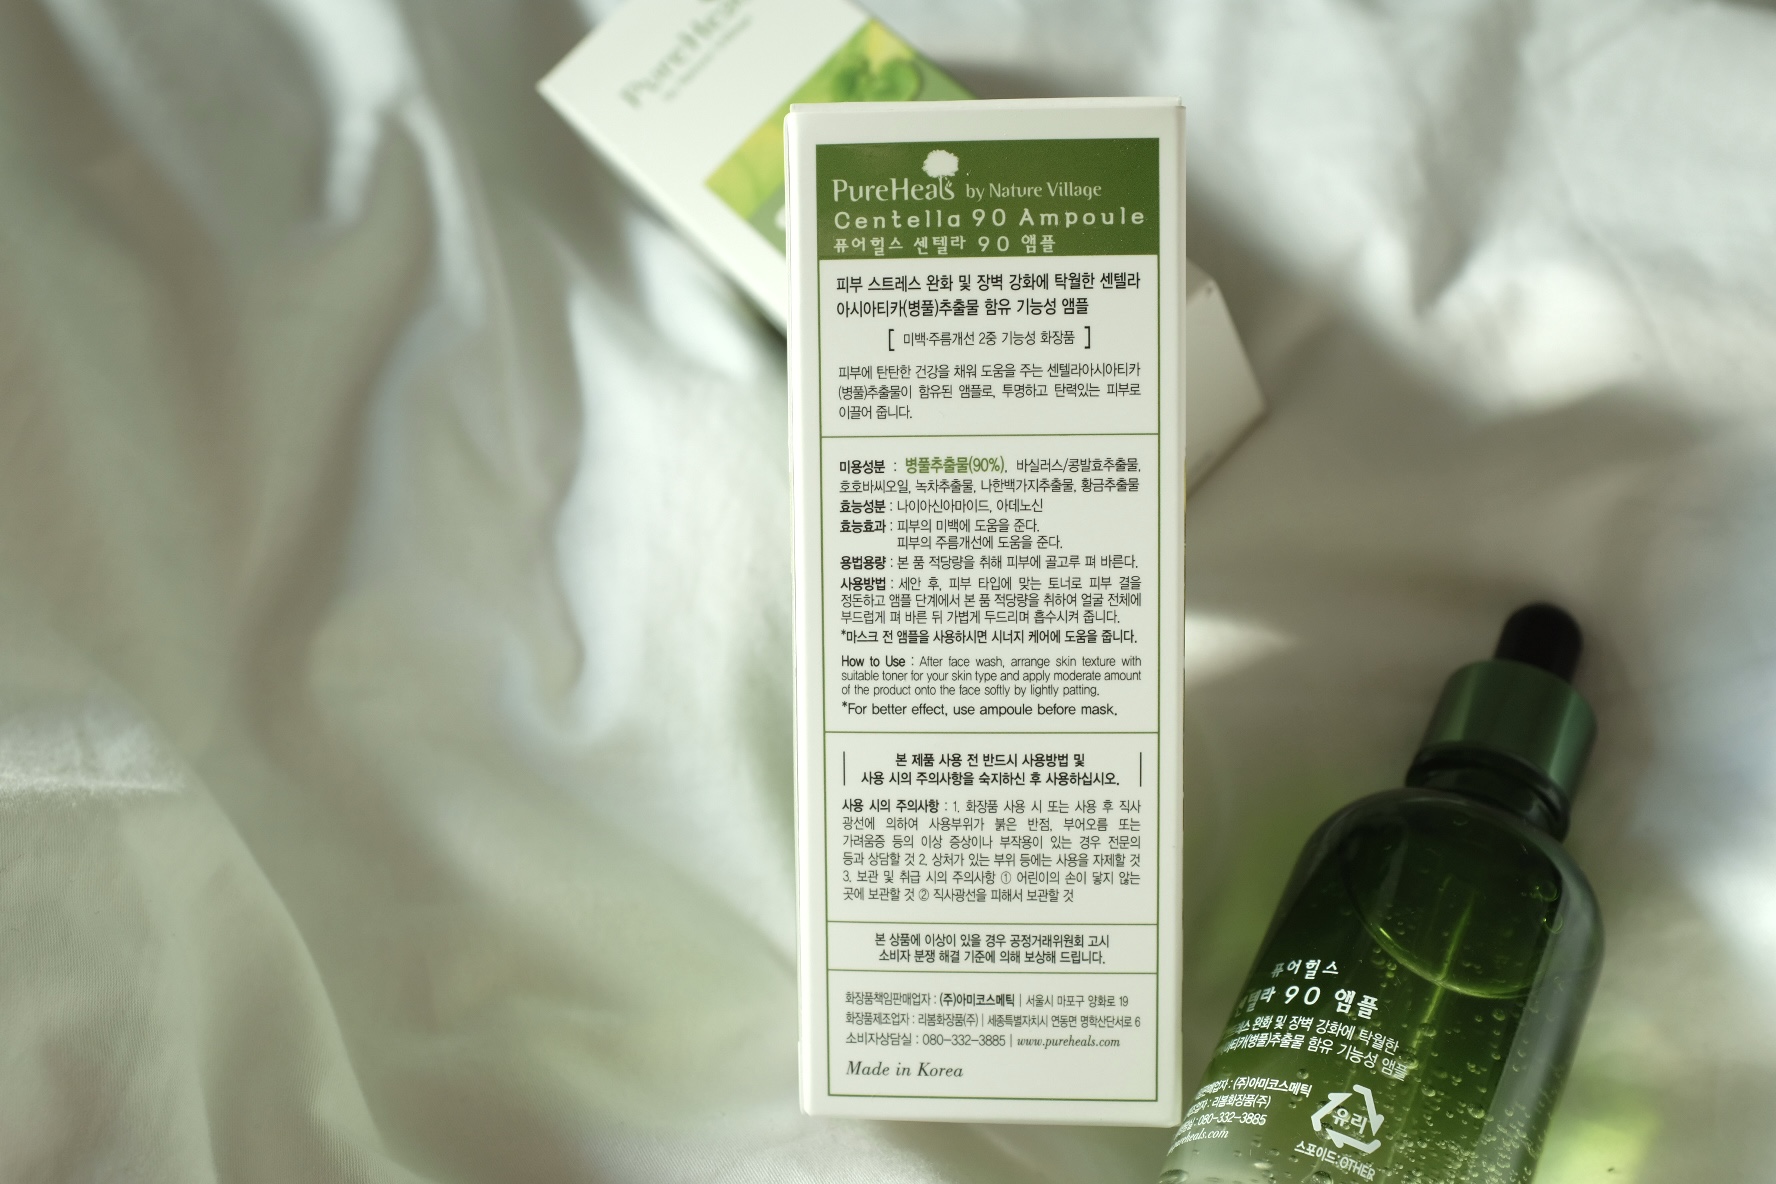 PureHeals by Nature Village
Centella 90 Ampoule
퓨어힐스 센텔라 90 앰플
피부 스트레스 완화 및 장벽 강화에 탁월한 센텔라
아시아티카(병풀)추출물 함유 기능성 앰플
[ 미백·주름개선 2중 기능성 화장품 ]
피부에 탄탄한 건강을 채워 도움을 주는 센텔라아시아티카
(병풀)추출물이 함유된 앰플로, 투명하고 탄력있는 피부로
이끌어 줍니다.
미용성분 : 병풀추출물(90%), 바실러스/콩발효추출물,
호호바씨오일, 녹차추출물, 나한백가지추출물, 황금추출물
효능성분 : 나이아신아마이드, 아데노신
효능효과 : 피부의 미백에 도움을 준다.
피부의 주름개선에 도움을 준다.
용법용량 : 본 품 적당량을 취해 피부에 골고루 펴 바른다.
사용방법 : 세안 후, 피부 타입에 맞는 토너로 피부 결을
정돈하고 앰플 단계에서 본 품 적당량을 취하여 얼굴 전체에
부드럽게 펴 바른 뒤 가볍게 두드리며 흡수시켜 줍니다.
*마스크 전 앰플을 사용하시면 시너지 케어에 도움을 줍니다.
How to Use : After face wash, arrange skin texture with
suitable toner for your skin type and apply moderate amount
of the product onto the face softly by lightly patting.
*For better effect, use ampoule before mask.
본 제품 사용 전 반드시 사용방법 및
사용 시의 주의사항을 숙지하신 후 사용하십시오.
사용 시의 주의사항 : 1. 화장품 사용 시 또는 사용 후 직사
광선에 의하여 사용부위가 붉은 반점, 부어오름 또는
가려움증 등의 이상 증상이나 부작용이 있는 경우 전문의
등과 상담할 것 2. 상처가 있는 부위 등에는 사용을 자제할 것
3. 보관 및 취급 시의 주의사항 ① 어린이의 손이 닿지 않는
곳에 보관할 것 ② 직사광선을 피해서 보관할 것
본 상품에 이상이 있을 경우 공정거래위원회 고시
소비자 분쟁 해결 기준에 의해 보상해 드립니다.
화장품책임판매업자 : (주)아미코스메틱 | 서울시 마포구 양화로 19
화장품제조업자 : 리봄화장품(주) | 세종특별자치시 연동면 명학산단서로 6
소비자상담실 : 080-332-3885 | www.pureheals.com
Made in Korea
퓨어힐스
센텔라 90 앰플
완화 및 장벽 강화에 탁월한
(병풀)추출물 함유 기능성 앰플
: (주)아미코스메틱
: 리봄화장품(주)
: 080-332-3885
유리
스포이드:OTHER